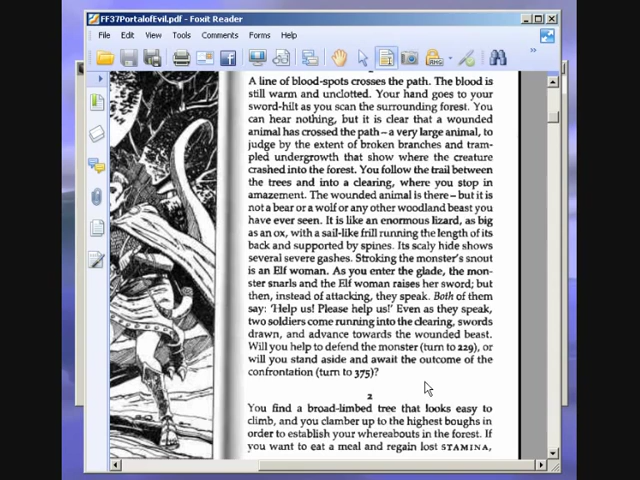 FF37PortalofEvil.pdf - Foxit Reader
File Edit View Tools Comments Forms Help
A line of blood-spots crosses the path. The blood is
still warm and unclotted. Your hand goes to your
sword-hilt as you scan the surrounding forest. You
can hear nothing, but it is clear that a wounded
animal has crossed the path – a very large animal, to
judge by the extent of broken branches and tram-
pled undergrowth that show where the creature
crashed into the forest. You follow the trail between
the trees and into a clearing, where you stop in
amazement. The wounded animal is there – but it is
not a bear or a wolf or any other woodland beast you
have ever seen. It is like an enormous lizard, as big
as an ox, with a sail-like frill running the length of its
back and supported by spines. Its scaly hide shows
several severe gashes. Stroking the monster's snout
is an Elf woman. As you enter the glade, the mon-
ster snarls and the Elf woman raises her sword; but
then, instead of attacking, they speak. Both of them
say: 'Help us! Please help us!' Even as they speak,
two soldiers come running into the clearing, swords
drawn, and advance towards the wounded beast.
Will you help to defend the monster (turn to 229), or
will you stand aside and await the outcome of the
confrontation (turn to 375)?
2
You find a broad-limbed tree that looks easy to
climb, and you clamber up to the highest boughs in
order to establish your whereabouts in the forest. If
you want to eat a meal and regain lost STAMINA,